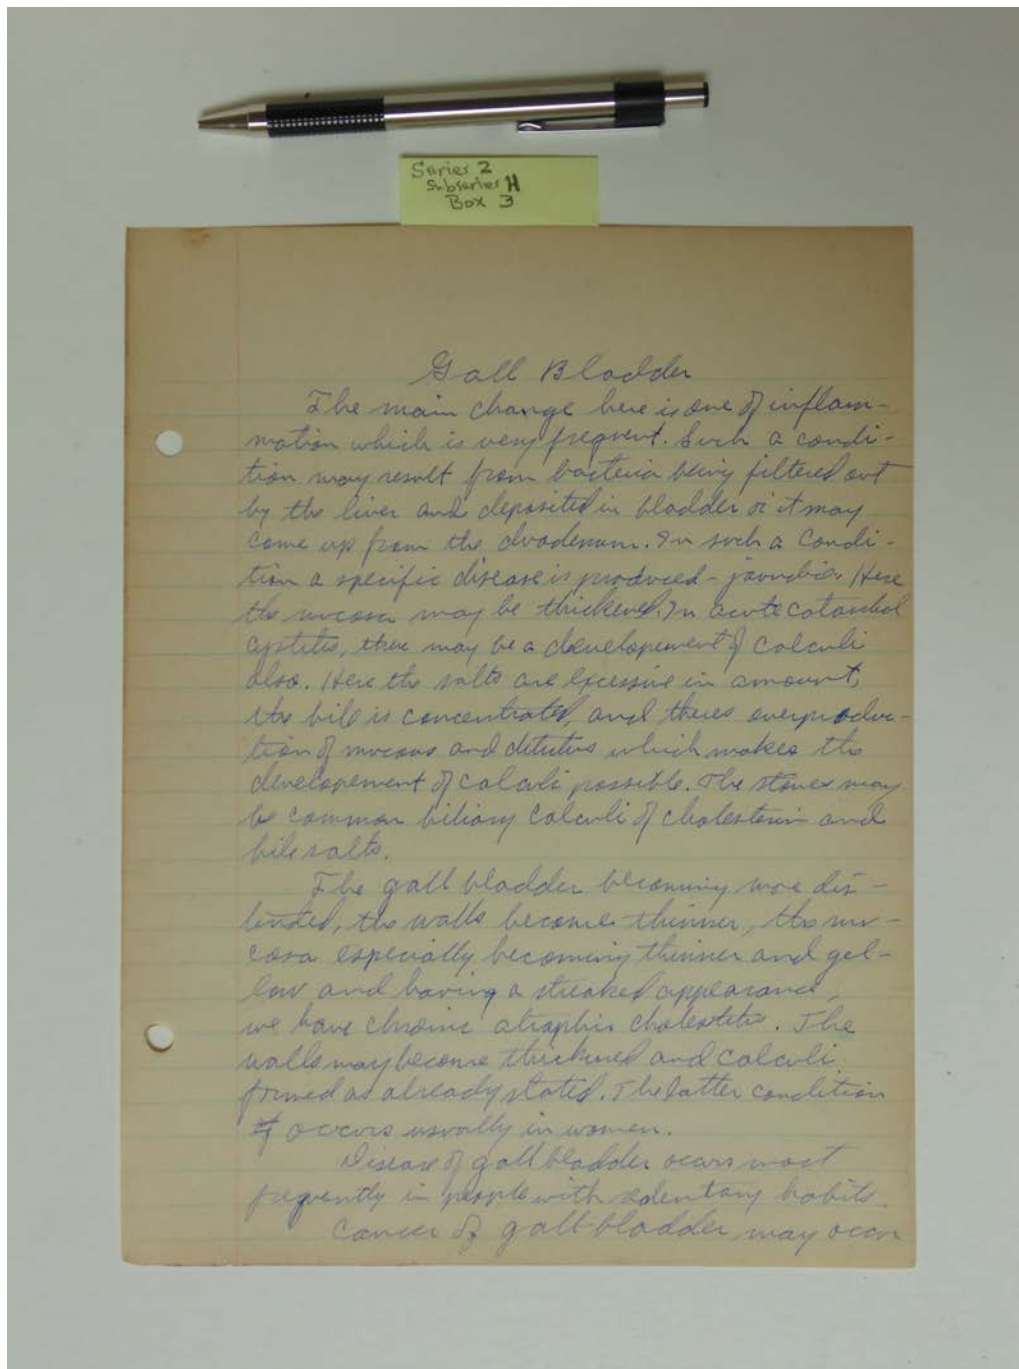 Series 2
Subseries H
Box 3
Gall Bladder
The main change here is one of inflam-
mation which is very frequent. Such a condi-
tion may result from bacteria being filtered out
by the liver and deposited in bladder or it may
come up from the duodenum. In such a condi-
tion a specific disease is produced - jaundice. Here
the mucosa may be thickened. In acute catarrhal
cystitis, there may be a developement of calculi
also. Here the salts are excessive in amount,
the bile is concentrated, and theres overproduc-
tion of mucous and ditutus which makes the
developement of calculi possible. The stones may
be common biliary calculi of cholesterin and
bile salts.
The gall bladder becoming more dis-
tended, the walls become thinner, the mu-
cosa especially becoming thinner and yel-
low and having a streaked appearance,
we have chronic atrophic . The
walls may become thickened and calculi
formed as already stated. The latter condition
occurs usually in women.
Disease of gall bladder ocurs most
frequently in people with sedentary habits.
Cancer of gall-bladder may occur